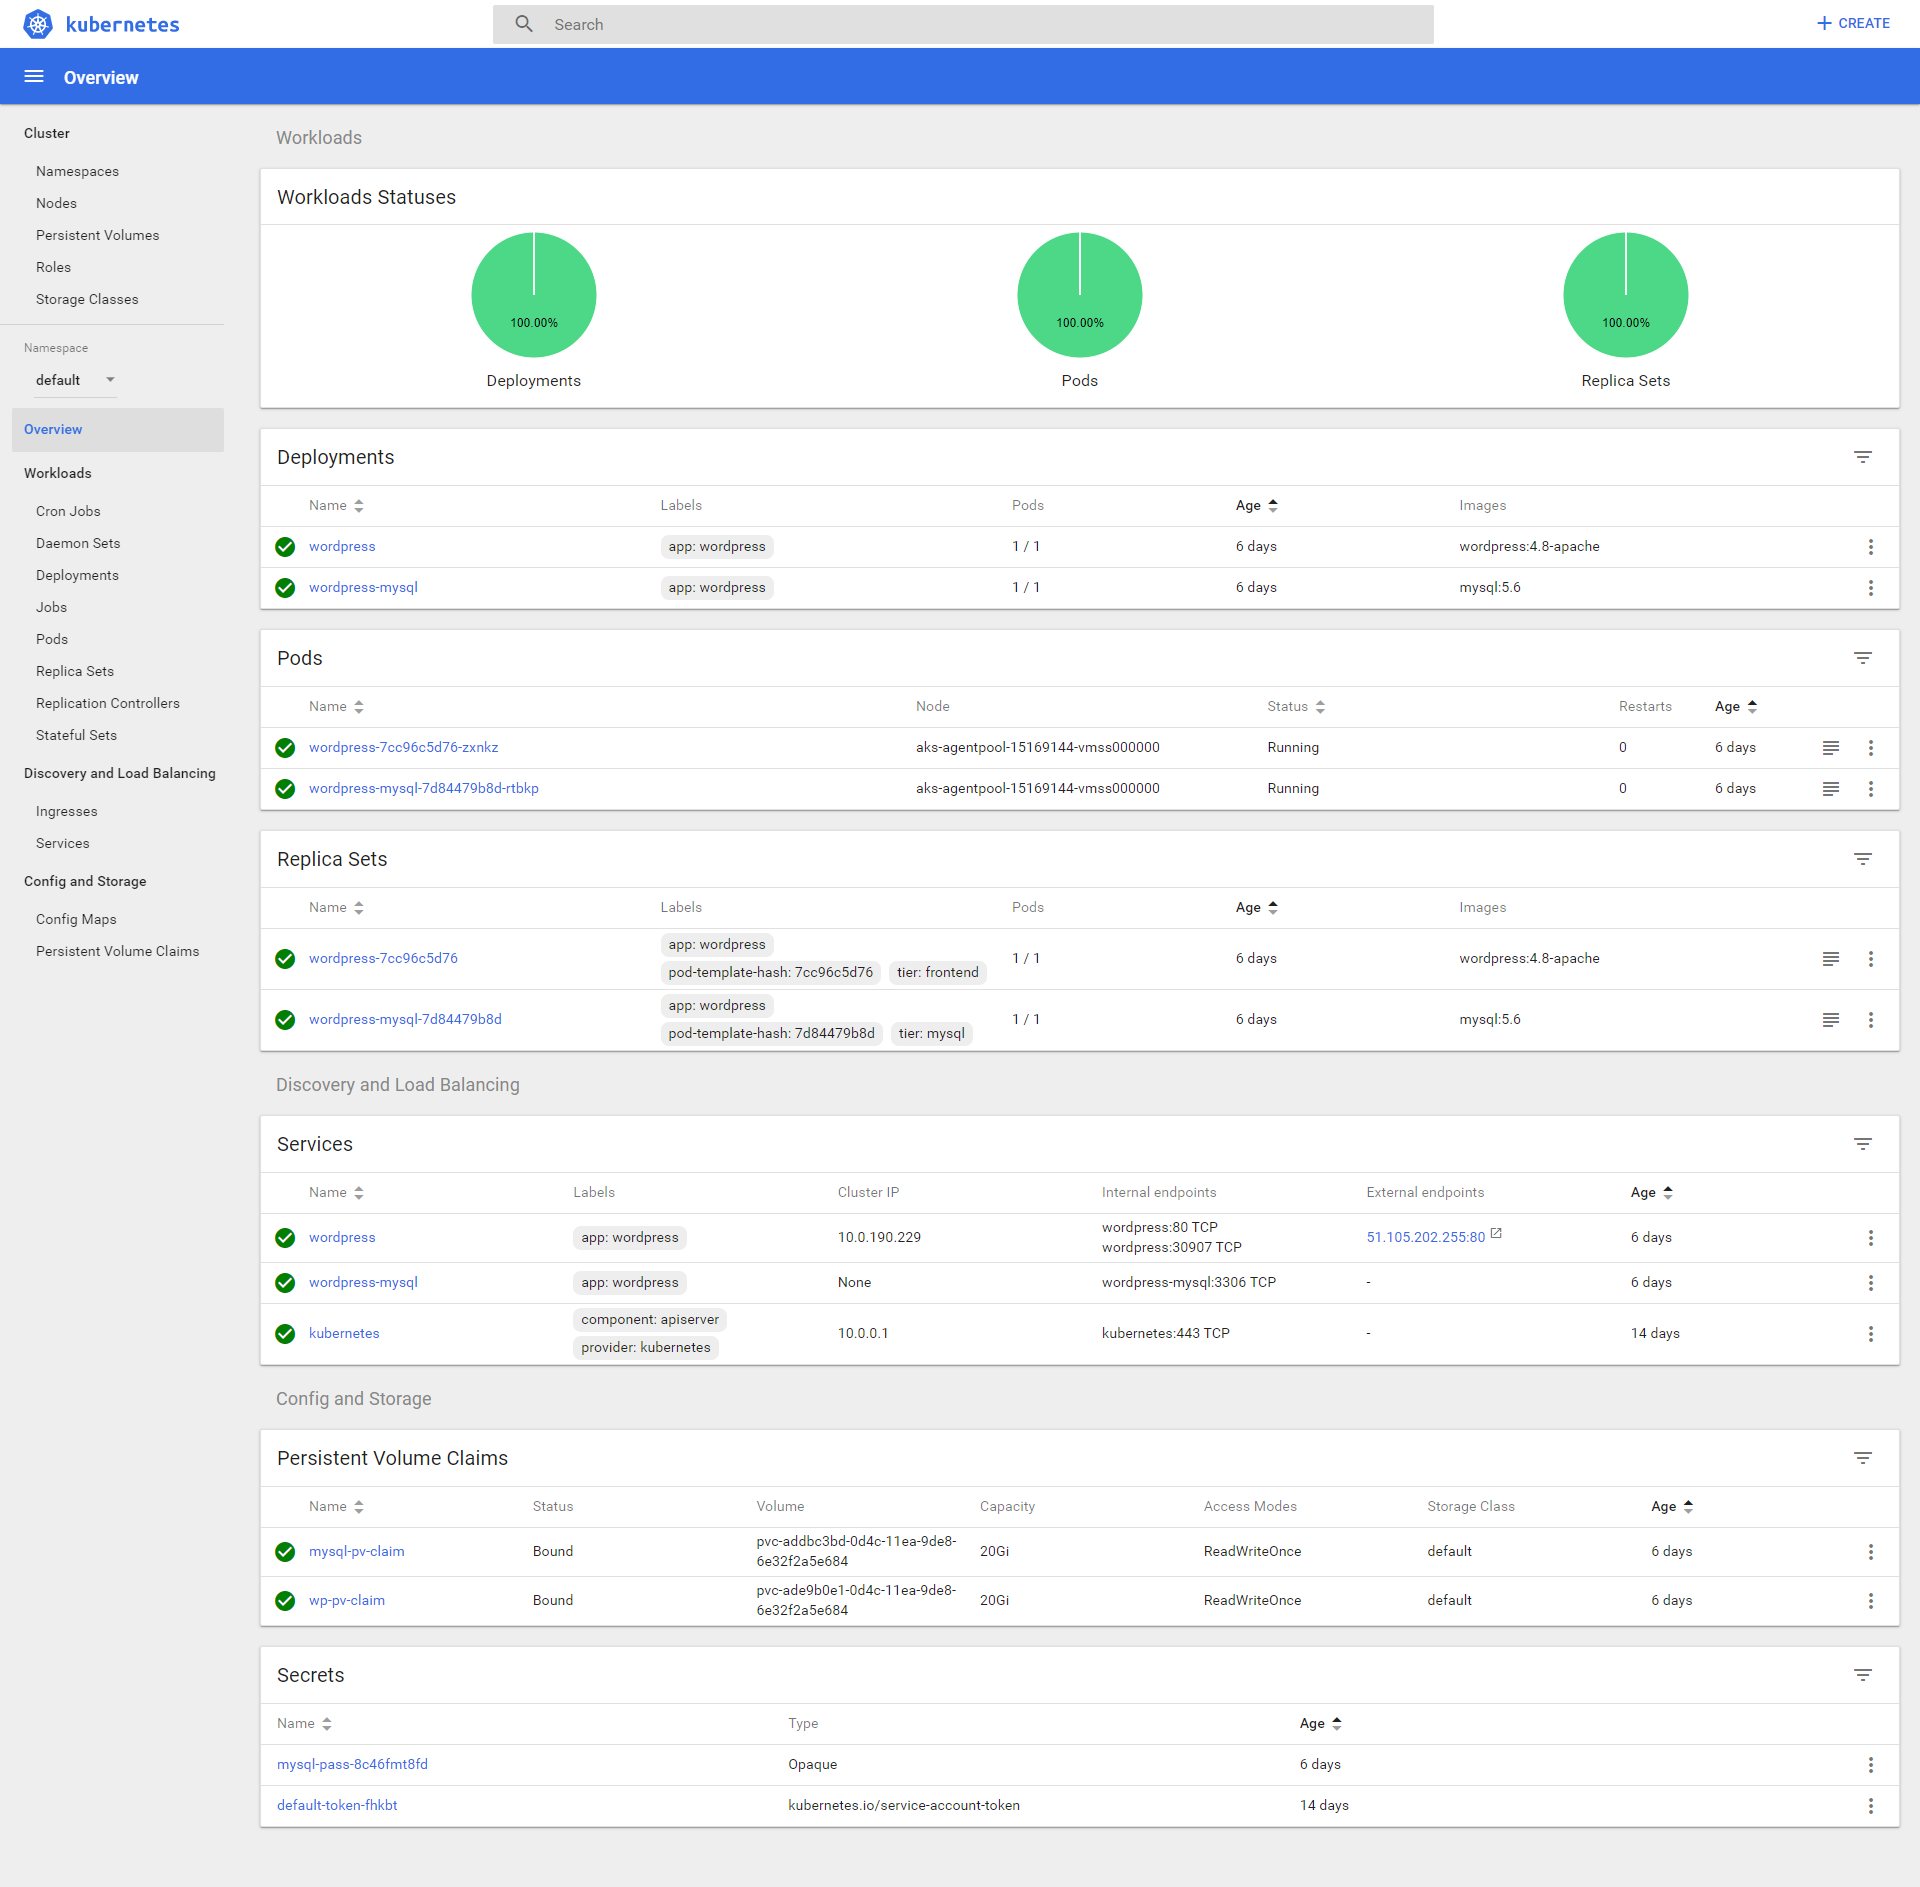 kubernetes
Search
CREATE
Overview
Cluster
Namespaces
Nodes
Persistent Volumes
Roles
Storage Classes
Namespace
default
Overview
Workloads
Cron Jobs
Daemon Sets
Deployments
Jobs
Pods
Replica Sets
Replication Controllers
Stateful Sets
Discovery and Load Balancing
Ingresses
Services
Config and Storage
Config Maps
Persistent Volume Claims
Workloads
Workloads Statuses
100.00% 100.00% 100.00%
Deployments Pods Replica Sets
Deployments
Name Labels Pods Age Images
wordpress app: wordpress 1 / 1 6 days wordpress:4.8-apache
wordpress-mysql app: wordpress 1 / 1 6 days mysql:5.6
Pods
Name Node Status Restarts Age
wordpress-7cc96c5d76-zxnkz aks-agentpool-15169144-vmss000000 Running 0 6 days
wordpress-mysql-7d84479b8d-rtbkp aks-agentpool-15169144-vmss000000 Running 0 6 days
Replica Sets
Name Labels Pods Age Images
app: wordpress
wordpress-7cc96c5d76 1 / 1 6 days wordpress:4.8-apache
pod-template-hash: 7cc96c5d76 tier: frontend
app: wordpress
wordpress-mysql-7d84479b8d 1 / 1 6 days mysql:5.6
pod-template-hash: 7d84479b8d tier: mysql
Discovery and Load Balancing
Services
Name Labels Cluster IP Internal endpoints External endpoints Age
wordpress:80 TCP
wordpress app: wordpress 10.0.190.229 51.105.202.255:80 6 days
wordpress:30907 TCP
wordpress-mysql app: wordpress None wordpress-mysql:3306 TCP - 6 days
component: apiserver
kubernetes 10.0.0.1 kubernetes:443 TCP - 14 days
provider: kubernetes
Config and Storage
Persistent Volume Claims
Name Status Volume Capacity Access Modes Storage Class Age
pvc-addbc3bd-0d4c-11ea-9de8-
mysql-pv-claim Bound 20Gi ReadWriteOnce default 6 days
6e32f2a5e684
pvc-ade9b0e1-0d4c-11ea-9de8-
wp-pv-claim Bound 20Gi ReadWriteOnce default 6 days
6e32f2a5e684
Secrets
Name Type Age
mysql-pass-8c46fmt8fd Opaque 6 days
default-token-fhkbt kubernetes.io/service-account-token 14 days